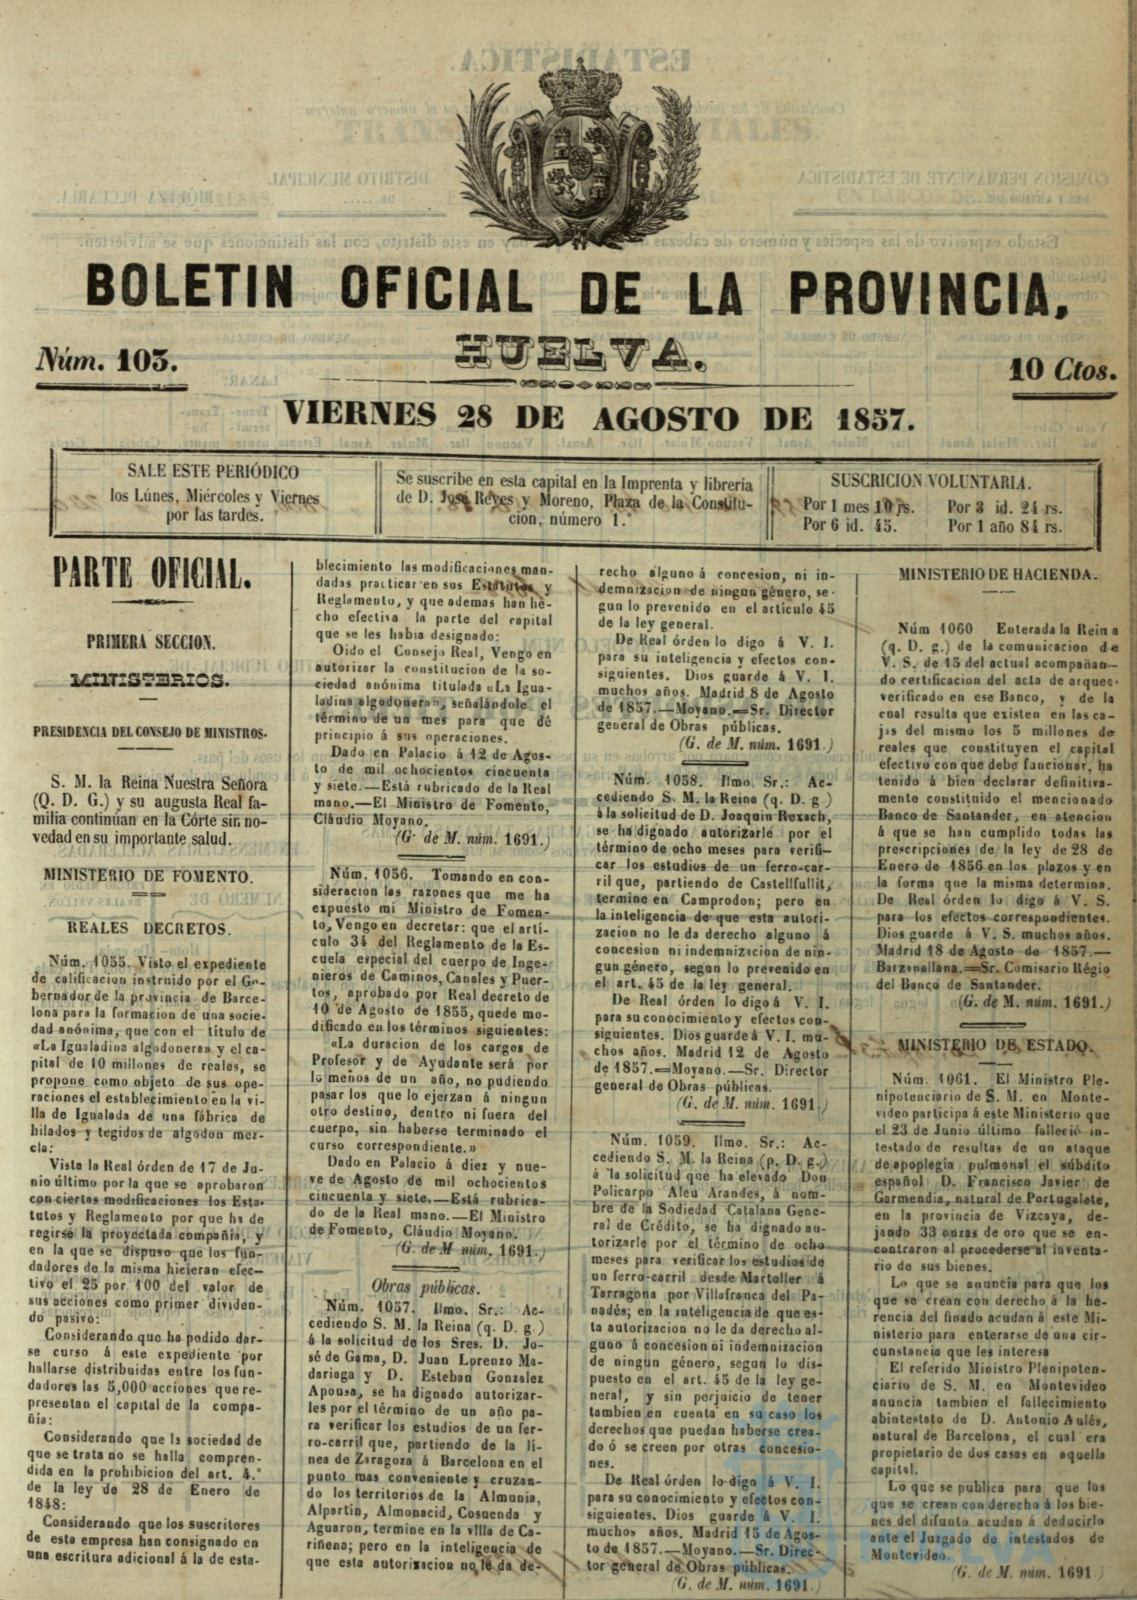 BOLETIN OFICIAL DE LA PROVINCIA,
HUELVA.
Núm. 103.
10 Ctos.
VIERNES 28 DE AGOSTO DE 1857.
SALE ESTE PERIÓDICO
los Lúnes, Miércoles y Viernes
por las tardes.
Se suscribe en esta capital en la Imprenta y librería
de D. José Reyes y Moreno, Plaza de la Constitu-
cion, número 1.°
SUSCRICION VOLUNTARIA.
Por 1 mes 10 rs. Por 3 id. 24 rs.
Por 6 id. 45. Por 1 año 84 rs.
PARTE OFICIAL.
PRIMERA SECCION.
MINISTERIOS.
PRESIDENCIA DEL CONSEJO DE MINISTROS.
S. M. la Reina Nuestra Señora
(Q. D. G.) y su augusta Real fa-
milia continúan en la Córte sin no-
vedad en su importante salud.
MINISTERIO DE FOMENTO.
REALES DECRETOS.
Núm. 1055. Visto el expediente
de calificacion instruido por el Go-
bernador de la provincia de Barce-
lona para la formacion de una socie-
dad anónima, que con el título de
«La Igualadina algodonera» y el ca-
pital de 10 millones de reales, se
propone como objeto de sus ope-
raciones el establecimiento en la vi-
lla de Igualada de una fábrica de
hilados y tegidos de algodon mez-
cla:
Vista la Real órden de 17 de Ju-
nio último por la que se aprobaron
con ciertas modificaciones los Esta-
tutos y Reglamento por que ha de
regirse la proyectada compañia, y
en la que se dispuso que los fun-
dadores de la misma hicieran efec-
tivo el 25 por 100 del valor de
sus acciones como primer dividen-
do pasivo:
Considerando que ha podido dar-
se curso á este expediente por
hallarse distribuidas entre los fun-
dadores las 5,000 acciones que re-
presentan el capital de la compa-
ñia:
Considerando que la sociedad de
que se trata no se halla compren-
dida en la prohibicion del art. 4.°
de la ley de 28 de Enero de
1848:
Considerando que los suscritores
de esta empresa han consignado en
una escritura adicional á la de esta-
blecimiento las modificaciones man-
dadas practicar en sus Estatutos y
Reglamento, y que ademas han he-
cho efectiva la parte del capital
que se les habia designado:
Oido el Consejo Real, Vengo en
autorizar la constitucion de la so-
ciedad anónima titulada «La Igua-
ladina algodonera», señalándole el
término de un mes para que dé
principio á sus operaciones.
Dado en Palacio á 12 de Agos-
to de mil ochocientos cincuenta
y siete.—Está rubricado de la Real
mano.—El Ministro de Fomento,
Cláudio Moyano.
(G. de M. núm. 1691.)
Núm. 1056. Tomando en con-
sideracion las razones que me ha
expuesto mi Ministro de Fomen-
to, Vengo en decretar: que el artí-
culo 34 del Reglamento de la Es-
cuela especial del cuerpo de Inge-
nieros de Caminos, Canales y Puer-
tos, aprobado por Real decreto de
10 de Agosto de 1855, quede mo-
dificado en los términos siguientes:
«La duracion de los cargos de
Profesor y de Ayudante será por
lo menos de un año, no pudiendo
pasar los que lo ejerzan á ningun
otro destino, dentro ni fuera del
cuerpo, sin haberse terminado el
curso correspondiente.»
Dado en Palacio á diez y nue-
ve de Agosto de mil ochocientos
cincuenta y siete.—Está rubrica-
do de la Real mano.—El Ministro
de Fomento, Cláudio Moyano.
(G. de M núm. 1691.)
Obras públicas.
Núm. 1057. Ilmo. Sr.: Ac-
cediendo S. M. la Reina (q. D. g.)
á la solicitud de los Sres. D. Jo-
sé de Gama, D. Juan Lorenzo Ma-
dariaga y D. Esteban Gonzalez
Apousa, se ha dignado autorizar-
les por el término de un año pa-
ra verificar los estudios de un fer-
ro-carril que, partiendo de la lí-
nea de Zaragoza á Barcelona en el
punto mas conveniente y cruzan-
do los territorios de la Almunia,
Alpartin, Almonacid, Cosuenda y
Aguaron, termine en la villa de Ca-
riñena; pero en la inteligencia de
que esta autorizacion no le da de-
recho alguno á concesion, ni in-
demnizacion de ningun género, se-
gun lo prevenido en el artículo 45
de la ley general.
De Real órden lo digo á V. I.
para su inteligencia y efectos con-
siguientes. Dios guarde á V. I.
muchos años. Madrid 8 de Agosto
de 1857.—Moyano.=Sr. Director
general de Obras públicas.
(G. de M. núm. 1691.)
Núm. 1058. Ilmo. Sr.: Ac-
cediendo S. M. la Reina (q. D. g )
á la solicitud de D. Joaquin Rexach,
se ha dignado autorizarle por el
término de ocho meses para verifi-
car los estudios de un ferro-car-
ril que, partiendo de Castellfullit,
termine en Camprodon; pero en
la inteligencia de que esta autori-
zacion no le da derecho alguno á
concesion ni indemnizacion de nin-
gun género, segun lo prevenido en
el art. 45 de la ley general.
De Real órden lo digo á V. I.
para su conocimiento y efectos con-
siguientes. Dios guarde á V. I. mu-
chos años. Madrid 12 de Agosto
de 1857.=Moyano.—Sr. Director
general de Obras públicas.
(G. de M. núm. 1691.)
Núm. 1059. Ilmo. Sr.: Ac-
cediendo S. M. la Reina (p. D. g.)
á la solicitud que ha elevado Don
Policarpo Aleu Arandes, á nom-
bre de la Sodiedad Catalana Gene-
ral de Crédito, se ha dignado au-
torizarle por el término de ocho
meses para verificar los estudios de
un ferro-carril desde Martoller á
Tarragona por Villafranca del Pa-
nadés; en la inteligencia de que es-
ta autorizacion no le da derecho al-
guno á concesion ni indemnizacion
de ningun género, segun lo dis-
puesto en el art. 45 de la ley ge-
neral, y sin perjuicio de tener
tambien en cuenta en su caso los
derechos que puedan haberse crea-
do ó se creen por otras concesio-
nes.
De Real órden lo digo á V. I.
para su conocimiento y efectos con-
siguientes. Dios guarde á V. I.
muchos años. Madrid 15 de Agos-
to de 1857.—Moyano.—Sr. Direc-
tor general de Obras públicas.
(G. de M. núm. 1691.)
MINISTERIO DE HACIENDA.
Núm 1060 Enterada la Reina
(q. D. g.) de la comunicacion de
V. S. de 15 del actual acompañan-
do certificacion del acta de arqueo
verificado en ese Banco, y de la
cual resulta que existen en las ca-
jas del mismo los 5 millones de
reales que constituyen el capital
efectivo con que debe funcionar, ha
tenido á bien declarar definitiva-
mente constituido el mencionado
Banco de Santander, en atencion
á que se han cumplido todas las
prescripciones de la ley de 28 de
Enero de 1856 en los plazos y en
la forma que la misma determina.
De Real órden lo digo á V. S.
para los efectos correspondientes.
Dios guarde á V. S. muchos años.
Madrid 18 de Agosto de 1857.—
Barzanallana.=Sr. Comisario Régio
del Banco de Santander.
(G. de M. núm. 1691.)
MINISTERIO DE ESTADO.
Núm. 1061. El Ministro Ple-
nipotenciario de S. M. en Monte-
video participa á este Ministerio que
el 23 de Junio último falleció in-
testado de resultas de un ataque
de apoplegia pulmonal el súbdito
español D. Francisco Javier de
Garmendia, natural de Portugalete,
en la provincia de Vizcaya, de-
jando 33 onzas de oro que se en-
contraron al procederse al inventa-
rio de sus bienes.
Lo que se anuncia para que los
que se crean con derecho á la he-
rencia del finado acudan á este Mi-
nisterio para enterarse de una cir-
cunstancia que les interesa
El referido Ministro Plenipoten-
ciario de S. M. en Montevideo
anuncia tambien el fallecimiento
abintestato de D. Antonio Aulés,
natural de Barcelona, el cual era
propietario de dos casas en aquella
capital.
Lo que se publica para que los
que se crean con derecho á los bie-
nes del difunto acudan á deducirlo
ante el Juzgado de intestados de
Montevideo.
(G. de M. núm. 1691.)